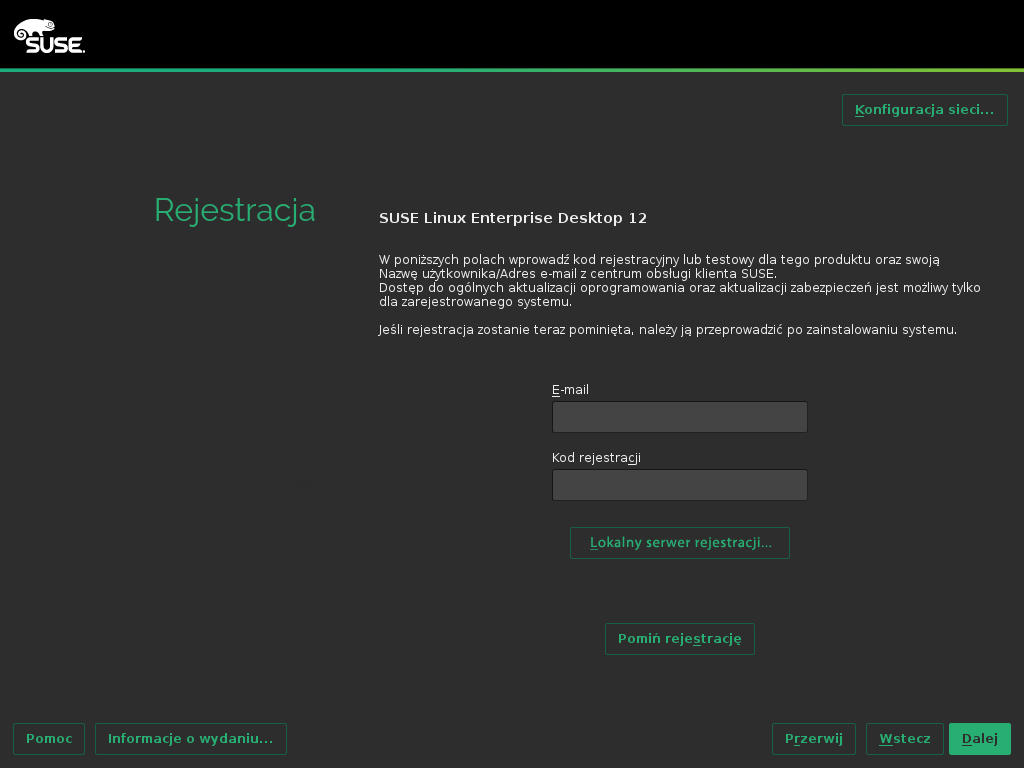 SUSE
Konfiguracja sieci...
Rejestracja
SUSE Linux Enterprise Desktop 12
W poniższych polach wprowadź kod rejestracyjny lub testowy dla tego produktu oraz swoją
Nazwę użytkownika/Adres e-mail z centrum obsługi klienta SUSE.
Dostęp do ogólnych aktualizacji oprogramowania oraz aktualizacji zabezpieczeń jest możliwy tylko
dla zarejestrowanego systemu.
Jeśli rejestracja zostanie teraz pominięta, należy ją przeprowadzić po zainstalowaniu systemu.
E-mail
Kod rejestracji
Lokalny serwer rejestracji...
Pomiń rejestrację
Pomoc
Informacje o wydaniu...
Przerwij
Wstecz
Dalej